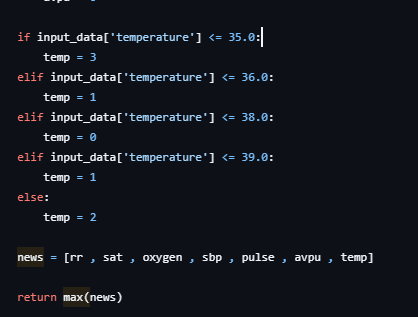 if input_data['temperature'] <= 35.0:
    temp = 3
elif input_data['temperature'] <= 36.0:
    temp = 1
elif input_data['temperature'] <= 38.0:
    temp = 0
elif input_data['temperature'] <= 39.0:
    temp = 1
else:
    temp = 2
news = [rr , sat , oxygen , sbp , pulse , avpu , temp]
return max(news)